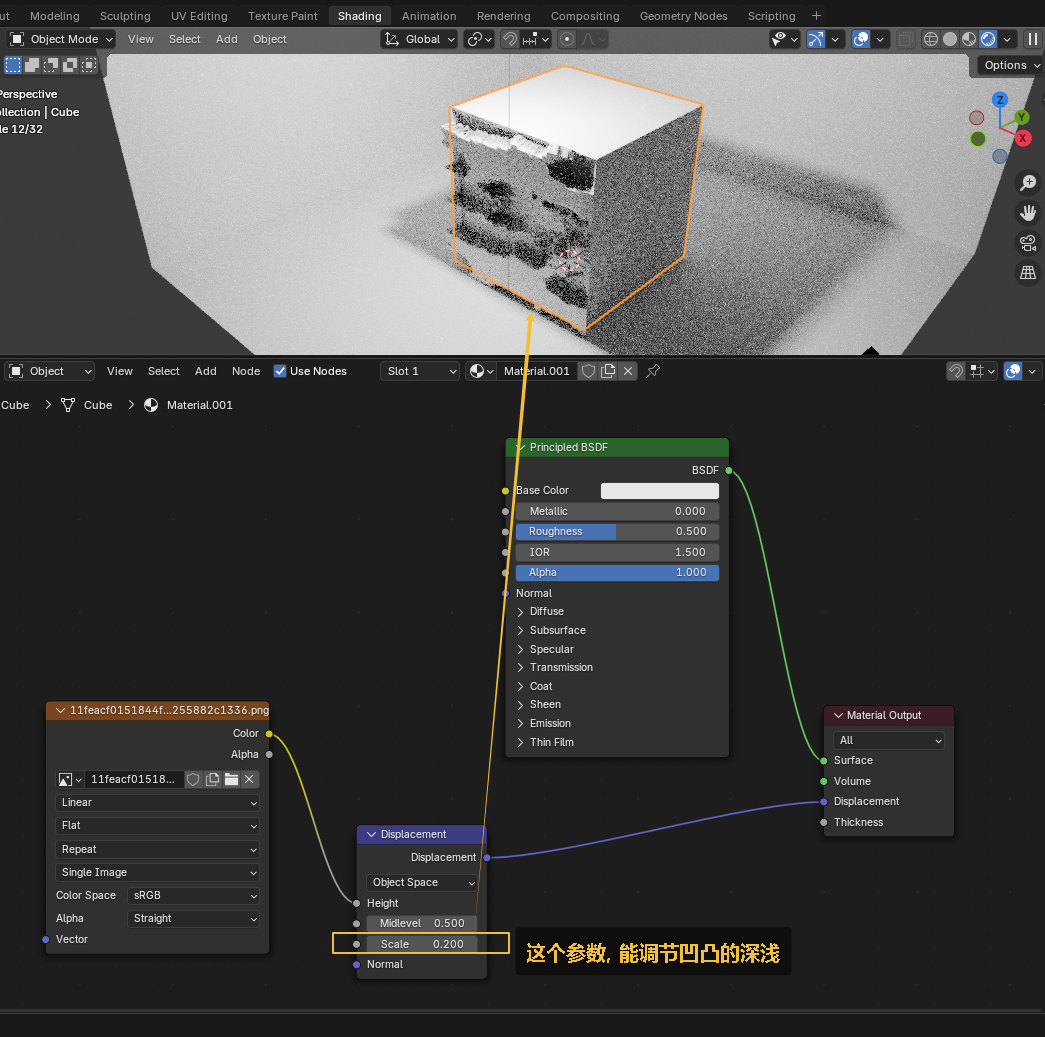 ut Modeling Sculpting UV Editing Texture Paint Shading Animation Rendering Compositing Geometry Nodes Scripting +
Object Mode View Select Add Object Global
Options
Perspective
ollection | Cube
le 12/32
Z
Y
X
Object View Select Add Node Use Nodes Slot 1 Material.001
Cube > Cube > Material.001
Principled BSDF
BSDF
Base Color
Metallic 0.000
Roughness 0.500
IOR 1.500
Alpha 1.000
Normal
Diffuse
Subsurface
Specular
Transmission
Coat
Sheen
Emission
Thin Film
11feacf0151844f...255882c1336.png
Color
Alpha
11feacf01518...
Linear
Flat
Repeat
Single Image
Color Space sRGB
Alpha Straight
Vector
Displacement
Displacement
Object Space
Height
Midlevel 0.500
Scale 0.200
Normal
这个参数, 能调节凹凸的深浅
Material Output
All
Surface
Volume
Displacement
Thickness